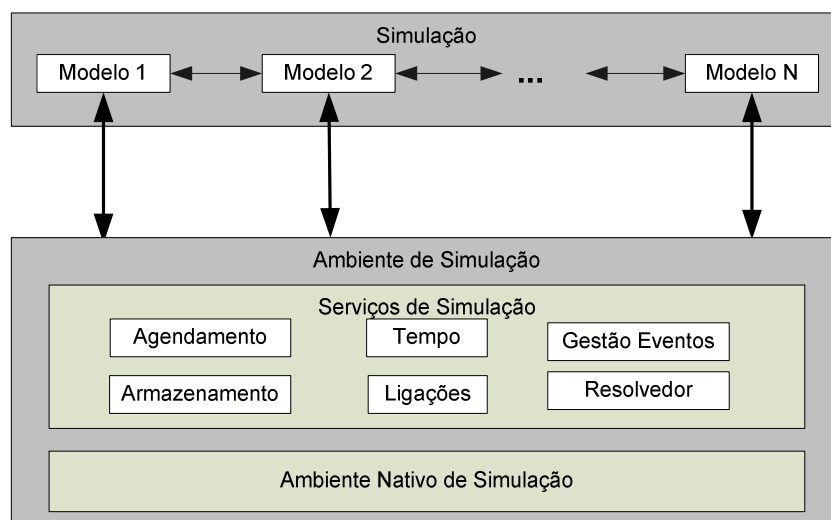 Simulação
Modelo 1
Modelo 2
...
Modelo N
Ambiente de Simulação
Serviços de Simulação
Agendamento
Tempo
Gestão Eventos
Armazenamento
Ligações
Resolvedor
Ambiente Nativo de Simulação